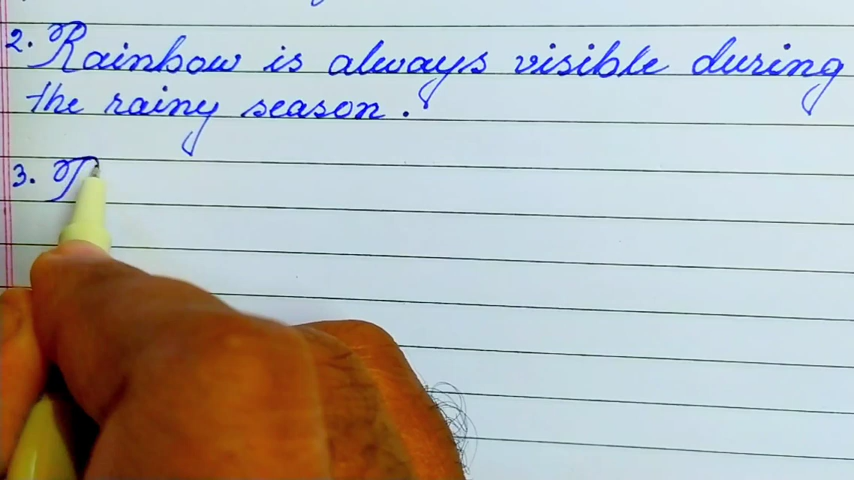 2. Rainbow is always visible during
the rainy season.
3.